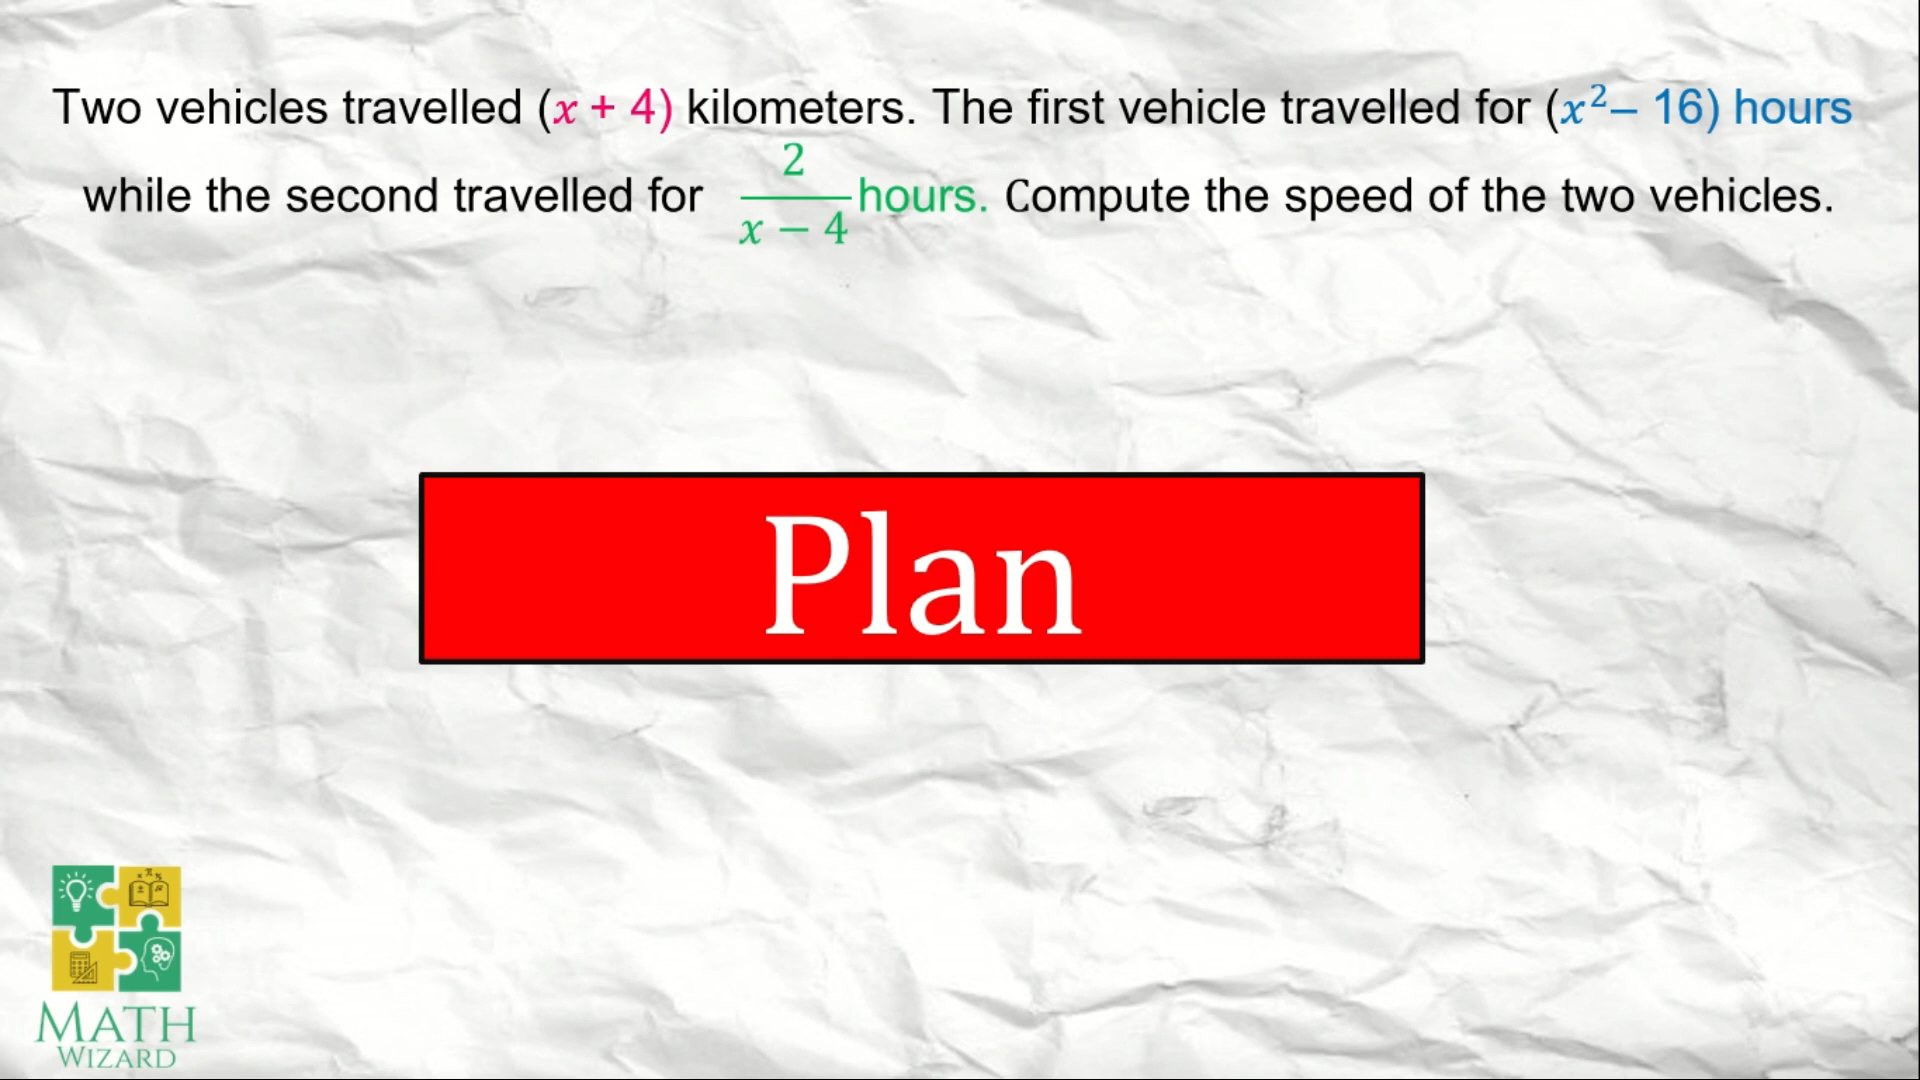 Two vehicles travelled (x + 4) kilometers. The first vehicle travelled for (x² – 16) hours
while the second travelled for 2/(x − 4) hours. Compute the speed of the two vehicles.
Plan
MATH
WIZARD